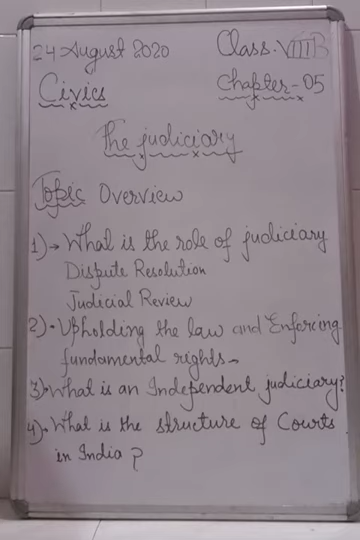 24 August 2020 Class-VIII B
Civics Chapter-05
The judiciary
Topic Overview
1)→ What is the role of judiciary
Dispute Resolution
Judicial Review
2)• Upholding the law and Enforcing
fundamental rights
3)• What is an Independent judiciary?
4)• What is the structure of Courts
in India ?